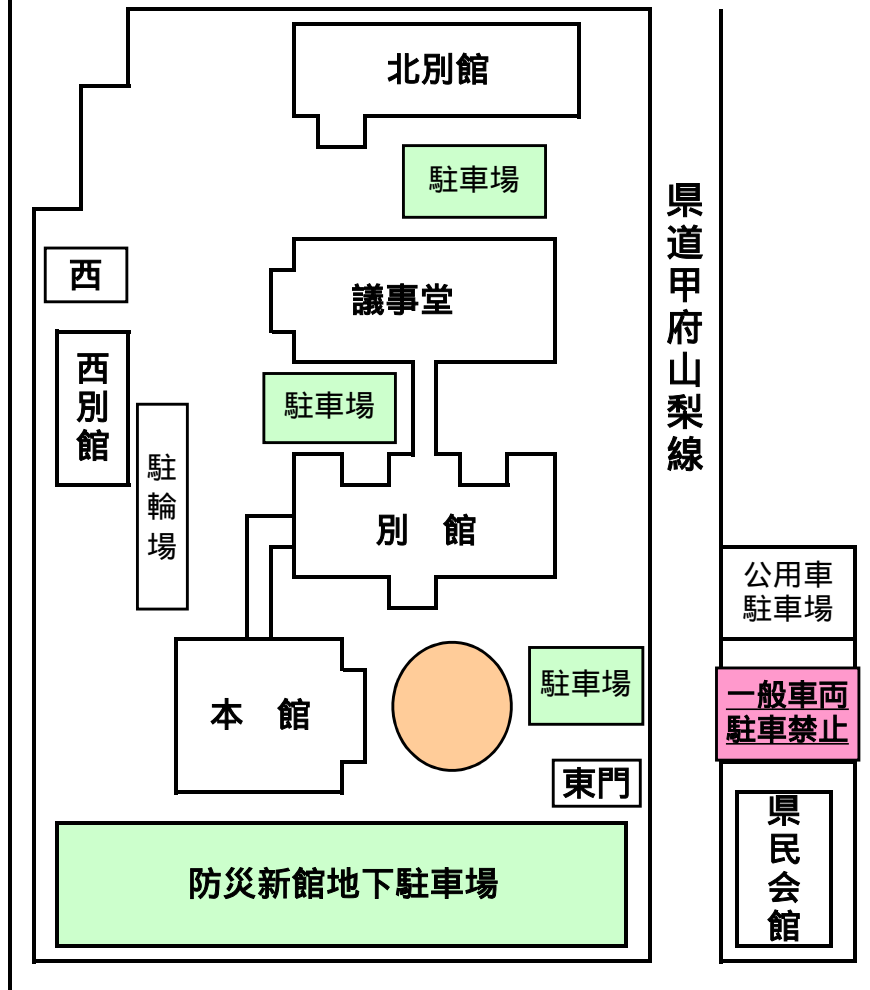 北別館
駐車場
県道甲府山梨線
西
議事堂
西別館
駐車場
駐輪場
別　館
公用車
駐車場
本　館
駐車場
一般車両
駐車禁止
東門
県民会館
防災新館地下駐車場